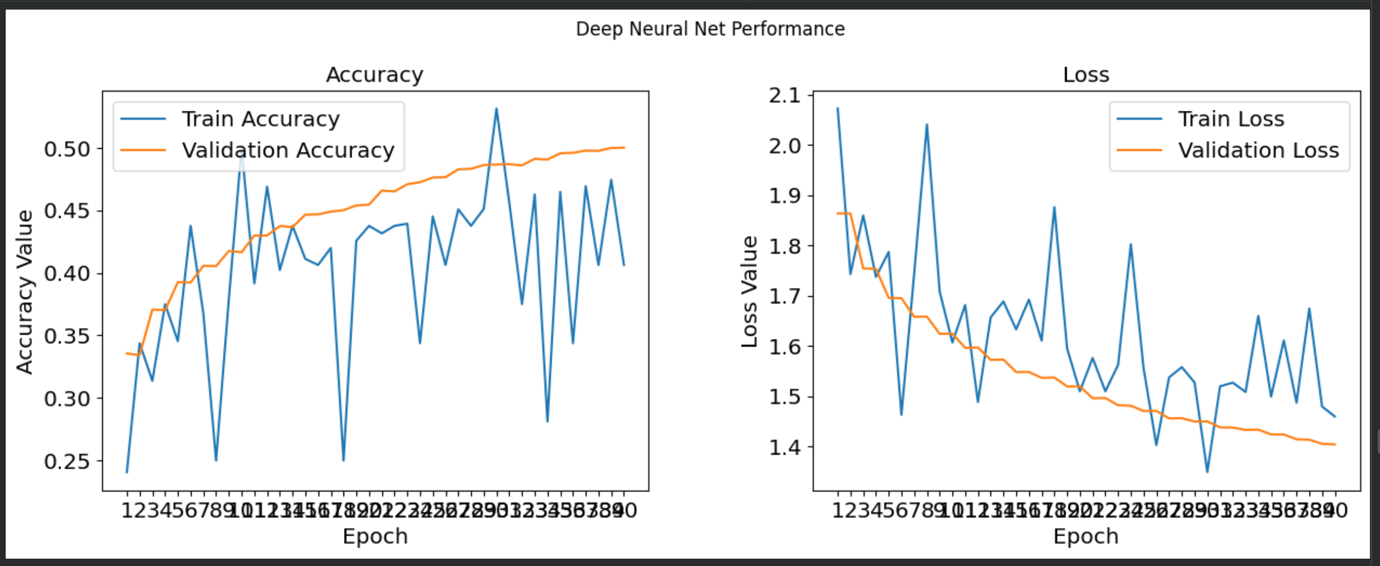 Deep Neural Net Performance
Accuracy
Train Accuracy
Validation Accuracy
0.50
0.45
0.40
0.35
0.30
0.25
Accuracy Value
Epoch
Loss
Train Loss
Validation Loss
2.1
2.0
1.9
1.8
1.7
1.6
1.5
1.4
Loss Value
Epoch